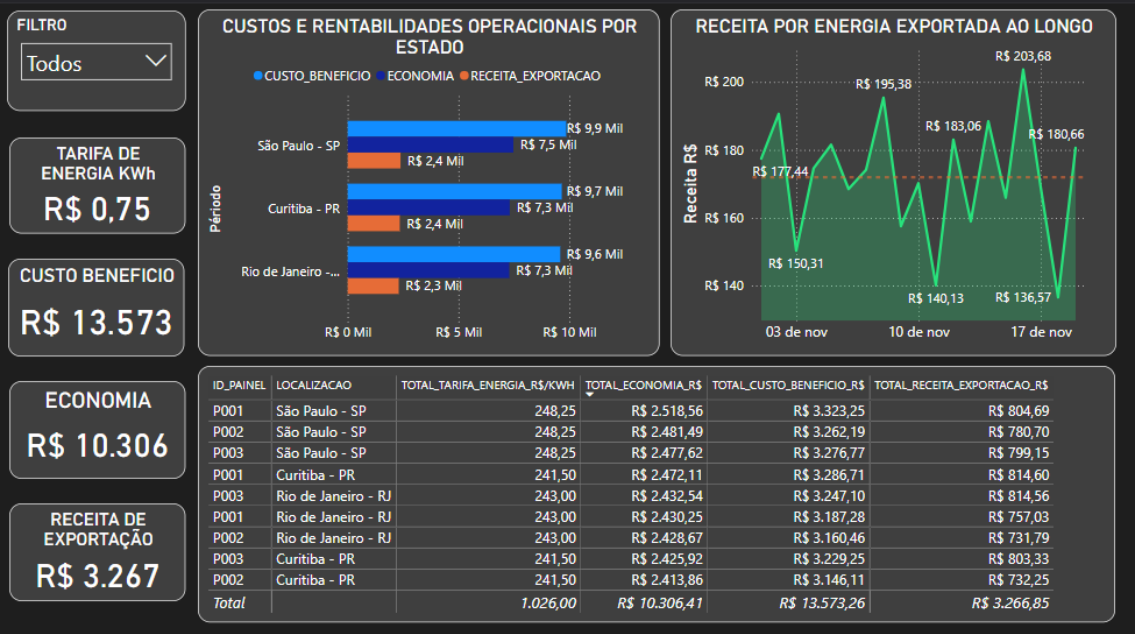 FILTRO
Todos
TARIFA DE
ENERGIA KWh
R$ 0,75
CUSTO BENEFICIO
R$ 13.573
ECONOMIA
R$ 10.306
RECEITA DE
EXPORTAÇÃO
R$ 3.267
CUSTOS E RENTABILIDADES OPERACIONAIS POR
ESTADO
CUSTO_BENEFICIO ECONOMIA RECEITA_EXPORTACAO
Período
São Paulo - SP
R$ 9,9 Mil
R$ 7,5 Mil
R$ 2,4 Mil
Curitiba - PR
R$ 9,7 Mil
R$ 7,3 Mil
R$ 2,4 Mil
Rio de Janeiro -...
R$ 9,6 Mil
R$ 7,3 Mil
R$ 2,3 Mil
R$ 0 Mil R$ 5 Mil R$ 10 Mil
RECEITA POR ENERGIA EXPORTADA AO LONGO
Receita R$
R$ 200
R$ 180
R$ 160
R$ 140
R$ 177,44
R$ 150,31
R$ 195,38
R$ 140,13
R$ 183,06
R$ 203,68
R$ 136,57
R$ 180,66
03 de nov 10 de nov 17 de nov
ID_PAINEL LOCALIZACAO TOTAL_TARIFA_ENERGIA_R$/KWH TOTAL_ECONOMIA_R$ TOTAL_CUSTO_BENEFICIO_R$ TOTAL_RECEITA_EXPORTACAO_R$
P001 São Paulo - SP 248,25 R$ 2.518,56 R$ 3.323,25 R$ 804,69
P002 São Paulo - SP 248,25 R$ 2.481,49 R$ 3.262,19 R$ 780,70
P003 São Paulo - SP 248,25 R$ 2.477,62 R$ 3.276,77 R$ 799,15
P001 Curitiba - PR 241,50 R$ 2.472,11 R$ 3.286,71 R$ 814,60
P003 Rio de Janeiro - RJ 243,00 R$ 2.432,54 R$ 3.247,10 R$ 814,56
P001 Rio de Janeiro - RJ 243,00 R$ 2.430,25 R$ 3.187,28 R$ 757,03
P002 Rio de Janeiro - RJ 243,00 R$ 2.428,67 R$ 3.160,46 R$ 731,79
P003 Curitiba - PR 241,50 R$ 2.425,92 R$ 3.229,25 R$ 803,33
P002 Curitiba - PR 241,50 R$ 2.413,86 R$ 3.146,11 R$ 732,25
Total 1.026,00 R$ 10.306,41 R$ 13.573,26 R$ 3.266,85